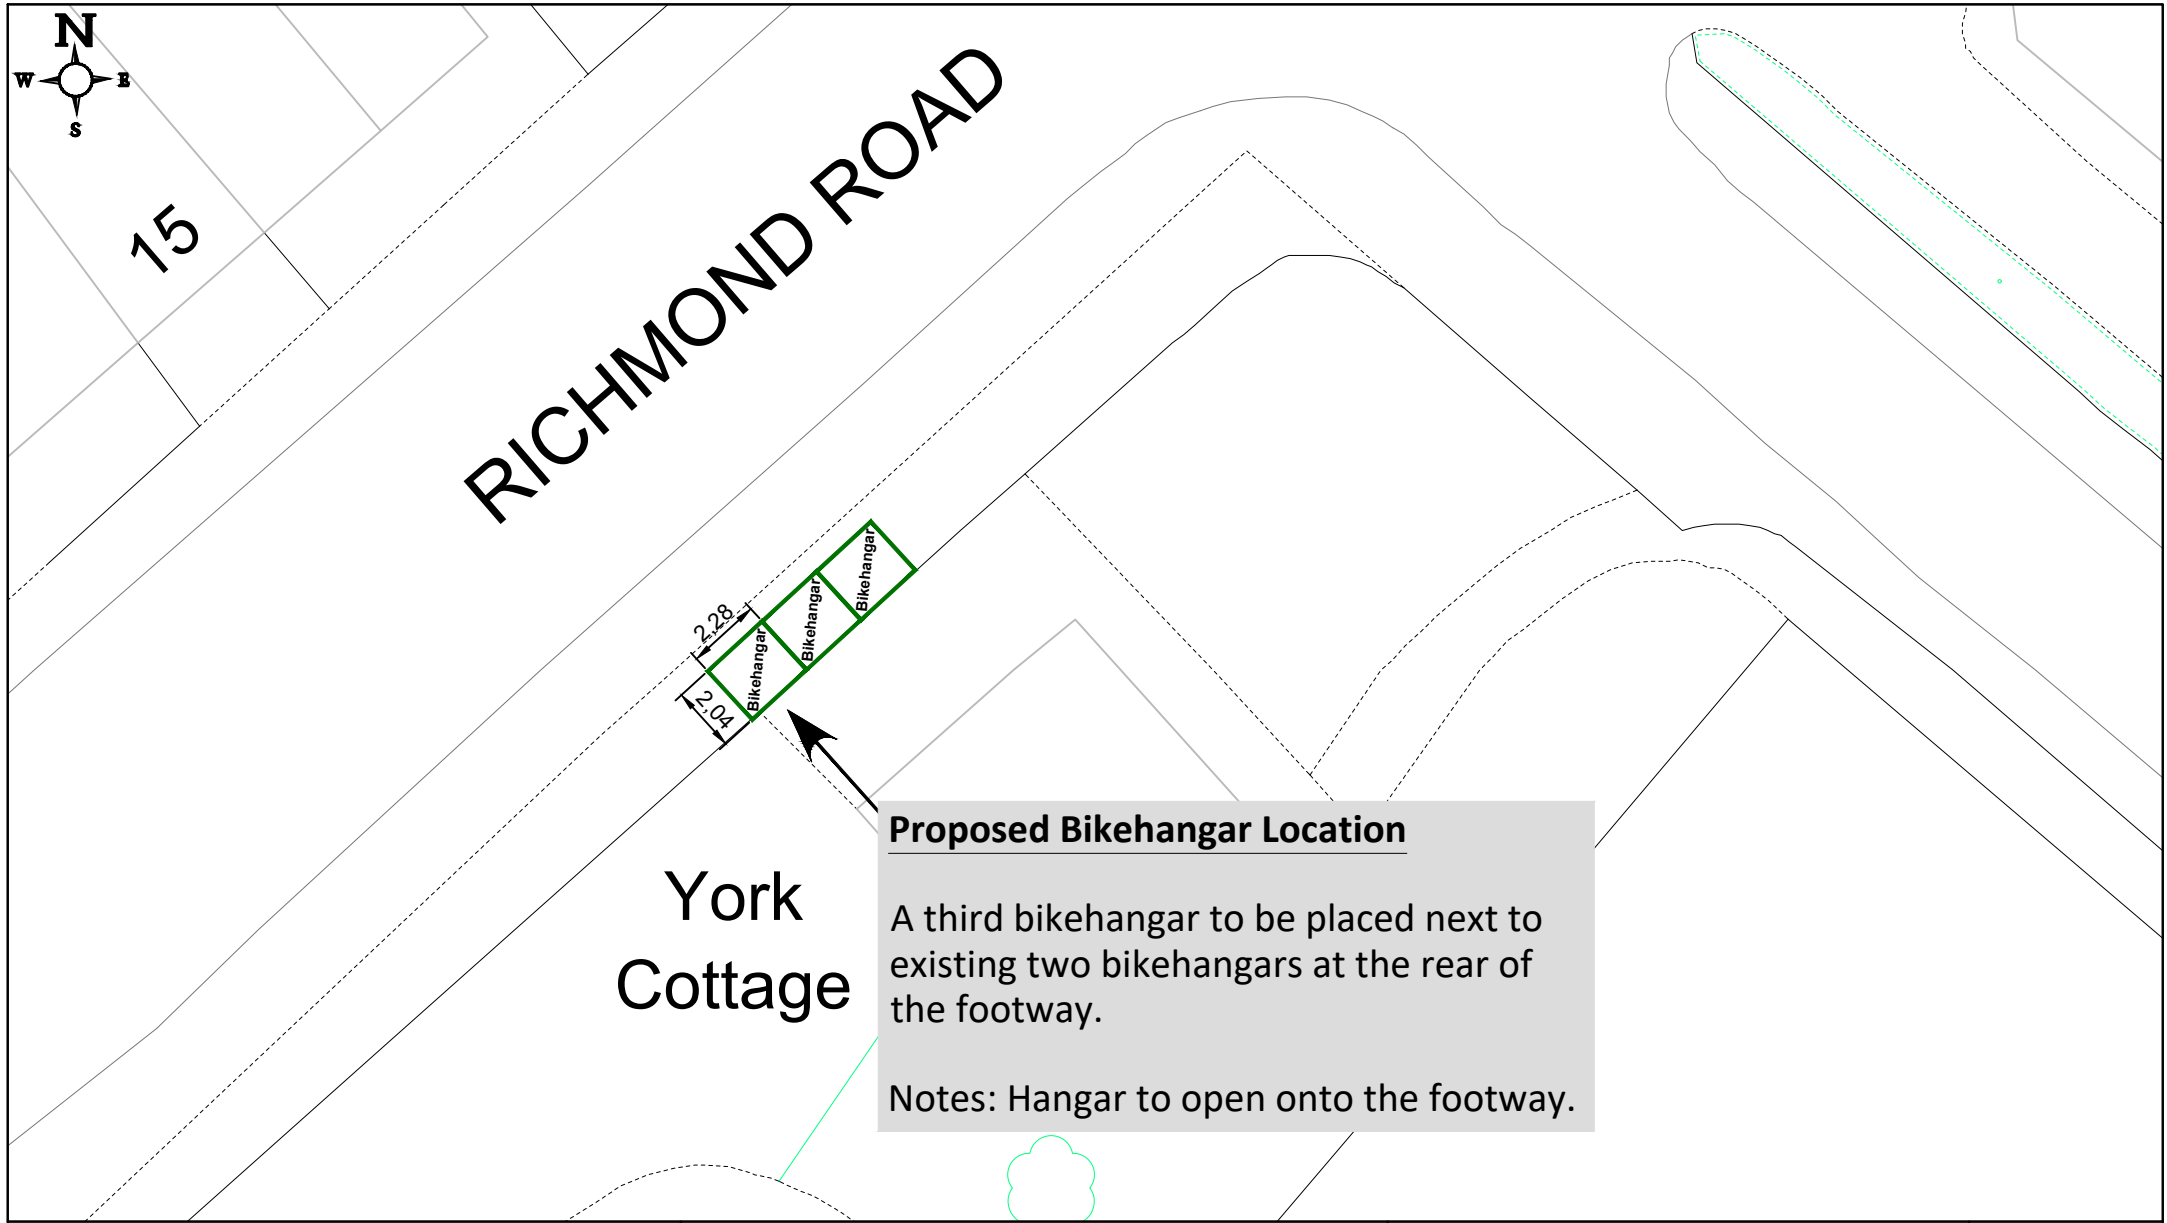 N
W
E
S
15
RICHMOND ROAD
Bikehangar
Bikehangar
Bikehangar
2,28
2,04
York
Cottage
Proposed Bikehangar Location
A third bikehangar to be placed next to
existing two bikehangars at the rear of
the footway.
Notes: Hangar to open onto the footway.